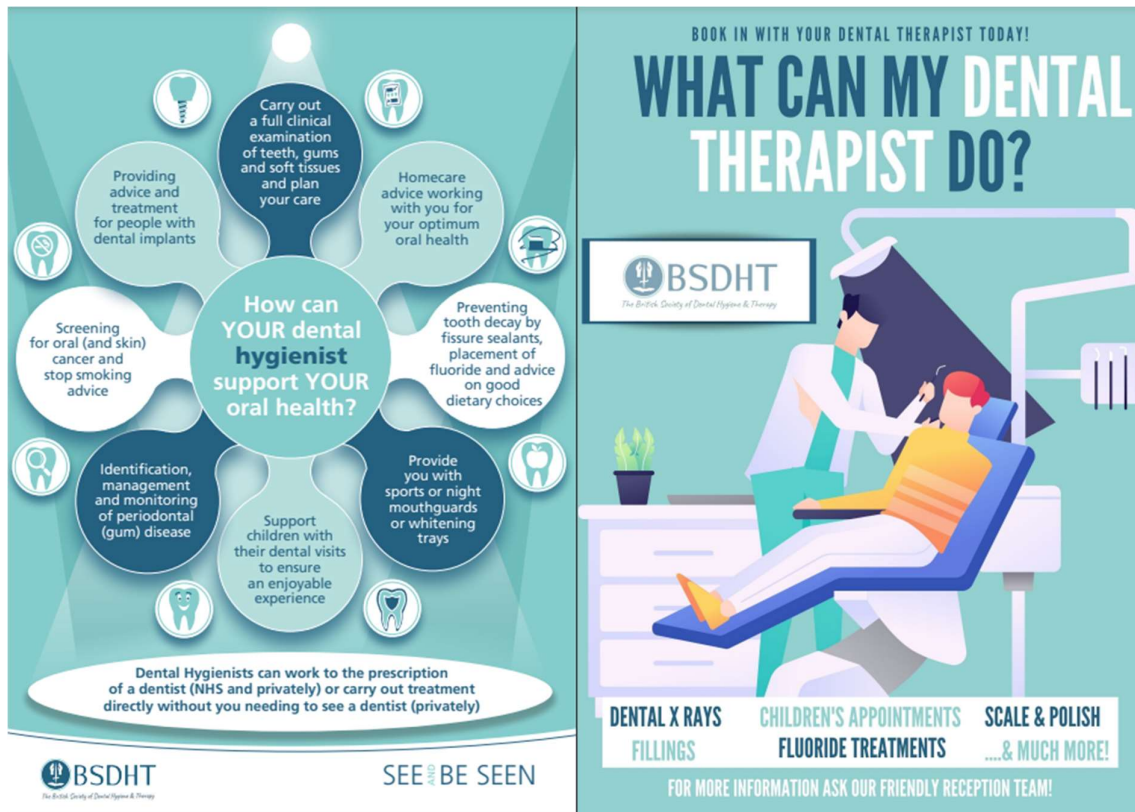 Carry out
a full clinical
examination
of teeth, gums
and soft tissues
and plan
your care
Homecare
advice working
with you for
your optimum
oral health
Preventing
tooth decay by
fissure sealants,
placement of
fluoride and advice
on good
dietary choices
Provide
you with
sports or night
mouthguards
or whitening
trays
Support
children with
their dental visits
to ensure
an enjoyable
experience
Identification,
management
and monitoring
of periodontal
(gum) disease
Screening
for oral (and skin)
cancer and
stop smoking
advice
Providing
advice and
treatment
for people with
dental implants
How can
YOUR dental
hygienist
support YOUR
oral health?
Dental Hygienists can work to the prescription
of a dentist (NHS and privately) or carry out treatment
directly without you needing to see a dentist (privately)
BSDHT
The British Society of Dental Hygiene & Therapy
SEE AND BE SEEN
BOOK IN WITH YOUR DENTAL THERAPIST TODAY!
WHAT CAN MY DENTAL
THERAPIST DO?
BSDHT
The British Society of Dental Hygiene & Therapy
DENTAL X RAYS
FILLINGS
CHILDREN'S APPOINTMENTS
FLUORIDE TREATMENTS
SCALE & POLISH
....& MUCH MORE!
FOR MORE INFORMATION ASK OUR FRIENDLY RECEPTION TEAM!